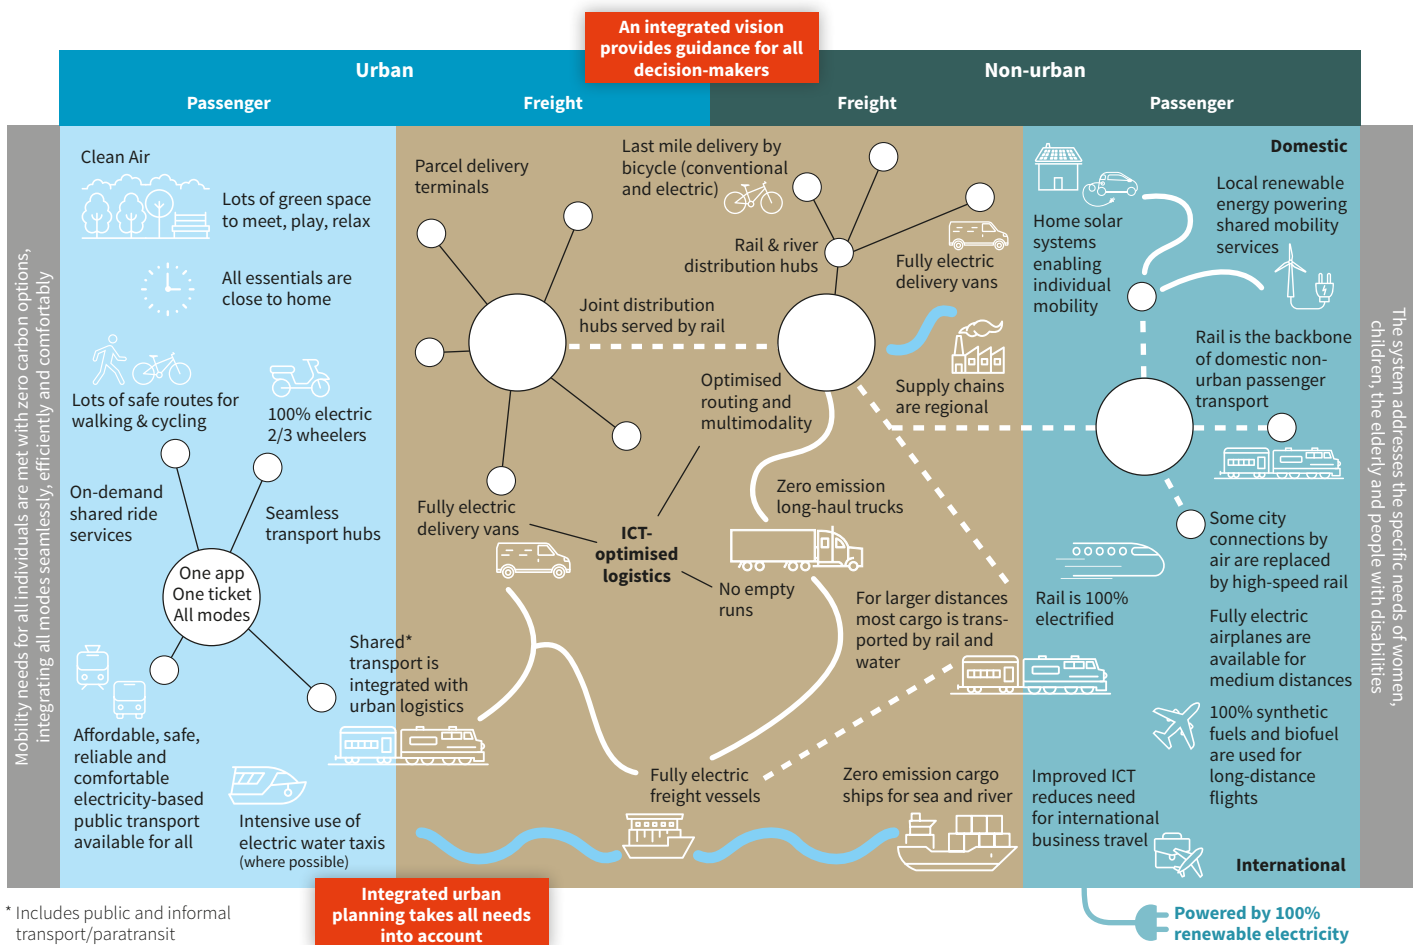 An integrated vision
provides guidance for all
decision-makers
Urban
Non-urban
Passenger
Freight
Freight
Passenger
Mobility needs for all individuals are met with zero carbon options,
integrating all modes seamlessly, efficiently and comfortably
Clean Air
Lots of green space
to meet, play, relax
All essentials are
close to home
Lots of safe routes for
walking & cycling
100% electric
2/3 wheelers
On-demand
shared ride
services
Seamless
transport hubs
One app
One ticket
All modes
Shared*
transport is
integrated with
urban logistics
Affordable, safe,
reliable and
comfortable
electricity-based
public transport
available for all
Intensive use of
electric water taxis
(where possible)
Parcel delivery
terminals
Joint distribution
hubs served by rail
Fully electric
delivery vans
ICT-
optimised
logistics
Optimised
routing and
multimodality
No empty
runs
Last mile delivery by
bicycle (conventional
and electric)
Rail & river
distribution hubs
Fully electric
delivery vans
Supply chains
are regional
Zero emission
long-haul trucks
For larger distances
most cargo is trans-
ported by rail and
water
Fully electric
freight vessels
Zero emission cargo
ships for sea and river
Domestic
Home solar
systems
enabling
individual
mobility
Local renewable
energy powering
shared mobility
services
Rail is the backbone
of domestic non-
urban passenger
transport
Some city
connections by
air are replaced
by high-speed rail
Rail is 100%
electrified
Fully electric
airplanes are
available for
medium distances
100% synthetic
fuels and biofuel
are used for
long-distance
flights
Improved ICT
reduces need
for international
business travel
International
The system addresses the specific needs of women,
children, the elderly and people with disabilities
* Includes public and informal
transport/paratransit
Integrated urban
planning takes all needs
into account
Powered by 100%
renewable electricity